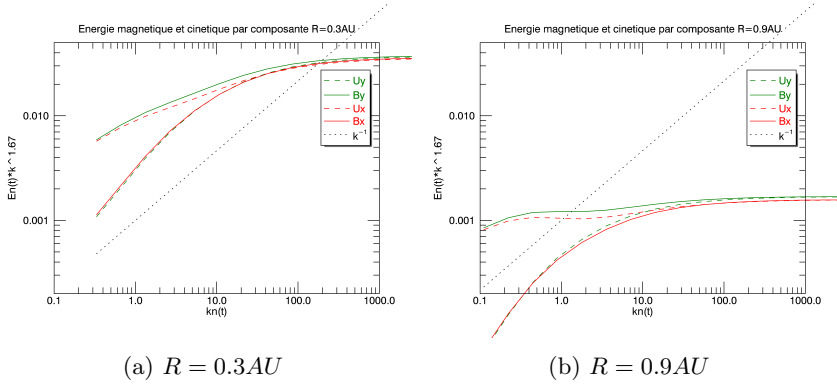 Energie magnetique et cinetique par composante R=0.3AU
En(t)*k^1.67
0.010
0.001
Uy
By
Ux
Bx
k⁻¹
0.1 1.0 10.0 100.0 1000.0
kn(t)
(a) R = 0.3AU
Energie magnetique et cinetique par composante R=0.9AU
En(t)*k^1.67
0.010
0.001
Uy
By
Ux
Bx
k⁻¹
0.1 1.0 10.0 100.0 1000.0
kn(t)
(b) R = 0.9AU